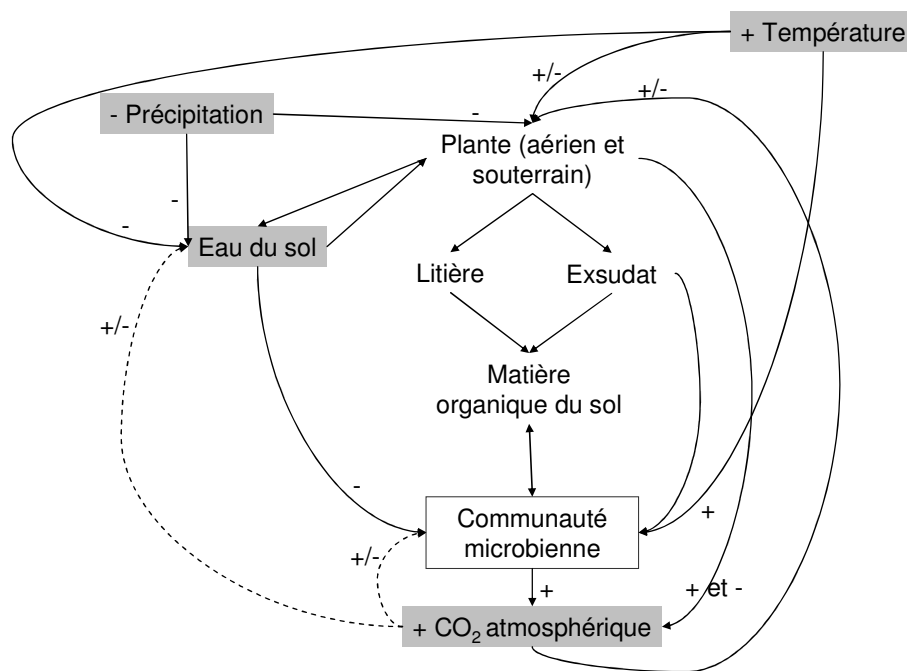 + Température
+/-
+/-
- Précipitation
-
Plante (aérien et
souterrain)
-
-
Eau du sol
Litière
Exsudat
+/-
Matière
organique du sol
-
Communauté
microbienne
+
+/-
+
+ et -
+ CO2 atmosphérique